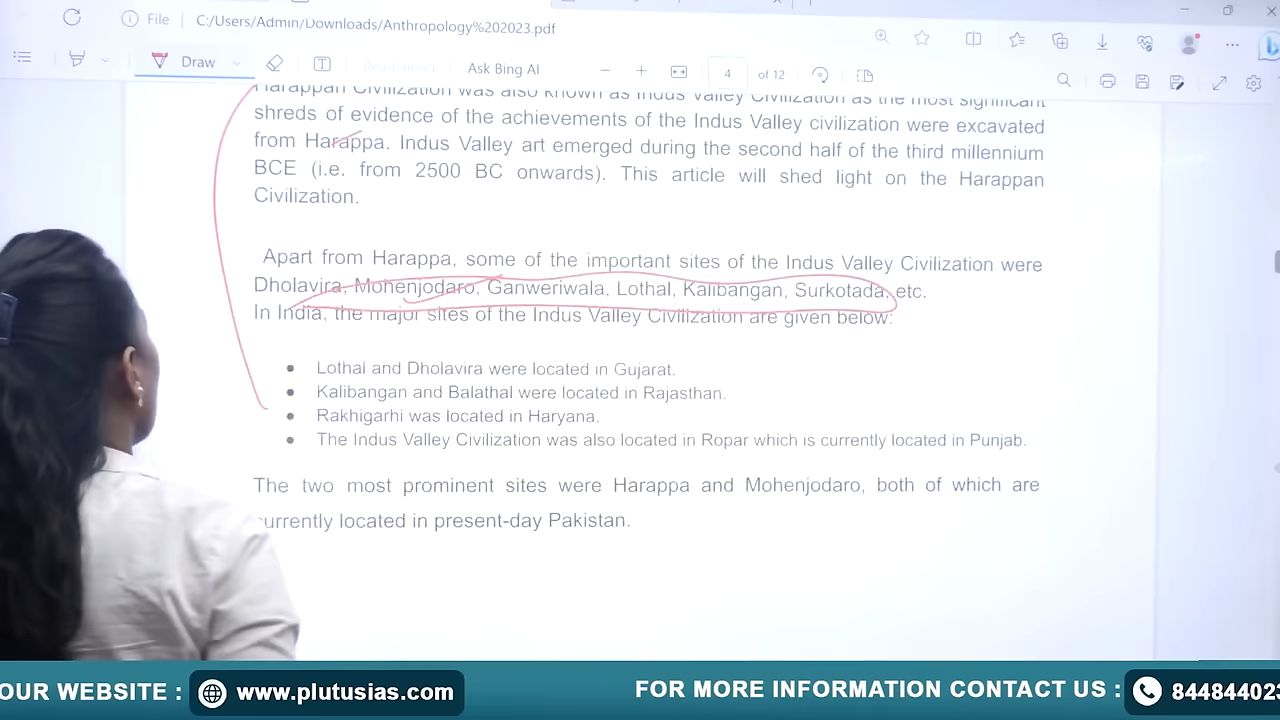 File C:/Users/Admin/Downloads/Anthropology%202023.pdf
Draw Read aloud Ask Bing AI 4 of 12
Harappan Civilization was also known as Indus Valley Civilization as the most significant
shreds of evidence of the achievements of the Indus Valley civilization were excavated
from Harappa. Indus Valley art emerged during the second half of the third millennium
BCE (i.e. from 2500 BC onwards). This article will shed light on the Harappan
Civilization.
Apart from Harappa, some of the important sites of the Indus Valley Civilization were
Dholavira, Mohenjodaro, Ganweriwala, Lothal, Kalibangan, Surkotada, etc.
In India, the major sites of the Indus Valley Civilization are given below:
Lothal and Dholavira were located in Gujarat.
Kalibangan and Balathal were located in Rajasthan.
Rakhigarhi was located in Haryana.
The Indus Valley Civilization was also located in Ropar which is currently located in Punjab.
The two most prominent sites were Harappa and Mohenjodaro, both of which are
currently located in present-day Pakistan.
OUR WEBSITE : www.plutusias.com FOR MORE INFORMATION CONTACT US : 844844023